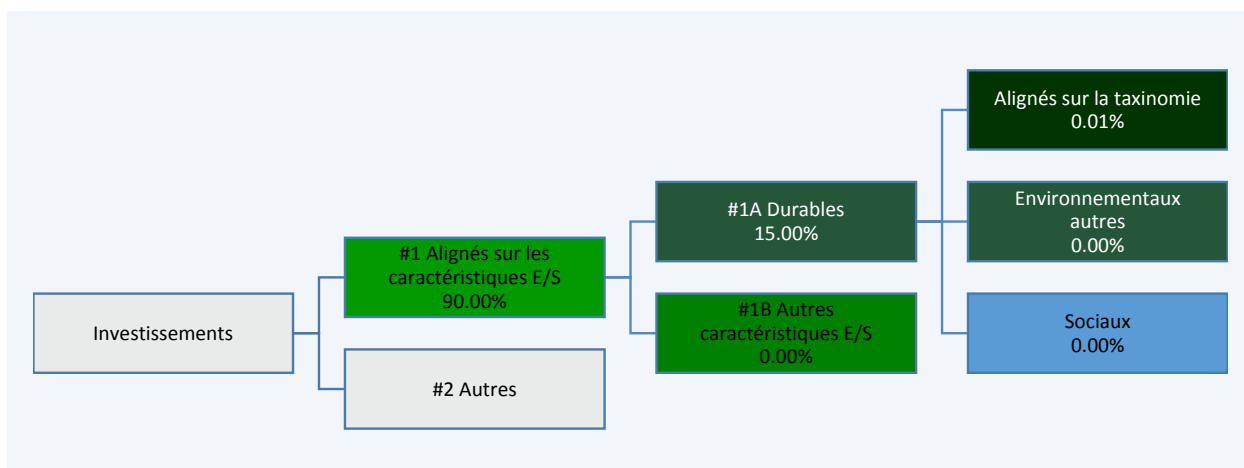 Investissements
#1 Alignés sur les
caractéristiques E/S
90.00%
#2 Autres
#1A Durables
15.00%
#1B Autres
caractéristiques E/S
0.00%
Alignés sur la taxinomie
0.01%
Environnementaux
autres
0.00%
Sociaux
0.00%